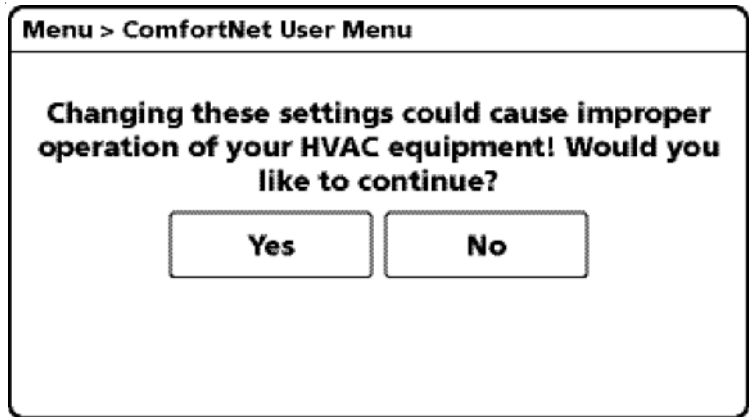 Menu > ComfortNet User Menu
Changing these settings could cause improper
operation of your HVAC equipment! Would you
like to continue?
Yes No